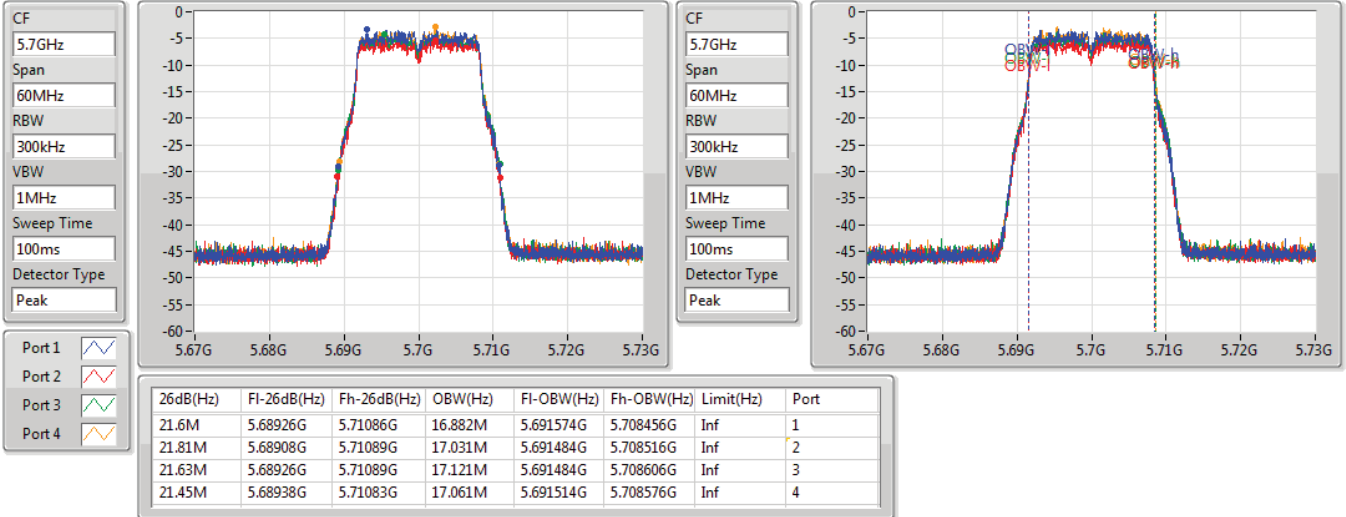 CF
5.7GHz
Span
60MHz
RBW
300kHz
VBW
1MHz
Sweep Time
100ms
Detector Type
Peak
0
-5
-10
-15
-20
-25
-30
-35
-40
-45
-50
-55
-60
5.67G 5.68G 5.69G 5.7G 5.71G 5.72G 5.73G
CF
5.7GHz
Span
60MHz
RBW
300kHz
VBW
1MHz
Sweep Time
100ms
Detector Type
Peak
0
-5
-10
-15
-20
-25
-30
-35
-40
-45
-50
-55
-60
OBW-l OBW-h
5.67G 5.68G 5.69G 5.7G 5.71G 5.72G 5.73G
Port 1
Port 2
Port 3
Port 4
26dB(Hz) Fl-26dB(Hz) Fh-26dB(Hz) OBW(Hz) Fl-OBW(Hz) Fh-OBW(Hz) Limit(Hz) Port
21.6M 5.68926G 5.71086G 16.882M 5.691574G 5.708456G Inf 1
21.81M 5.68908G 5.71089G 17.031M 5.691484G 5.708516G Inf 2
21.63M 5.68926G 5.71089G 17.121M 5.691484G 5.708606G Inf 3
21.45M 5.68938G 5.71083G 17.061M 5.691514G 5.708576G Inf 4